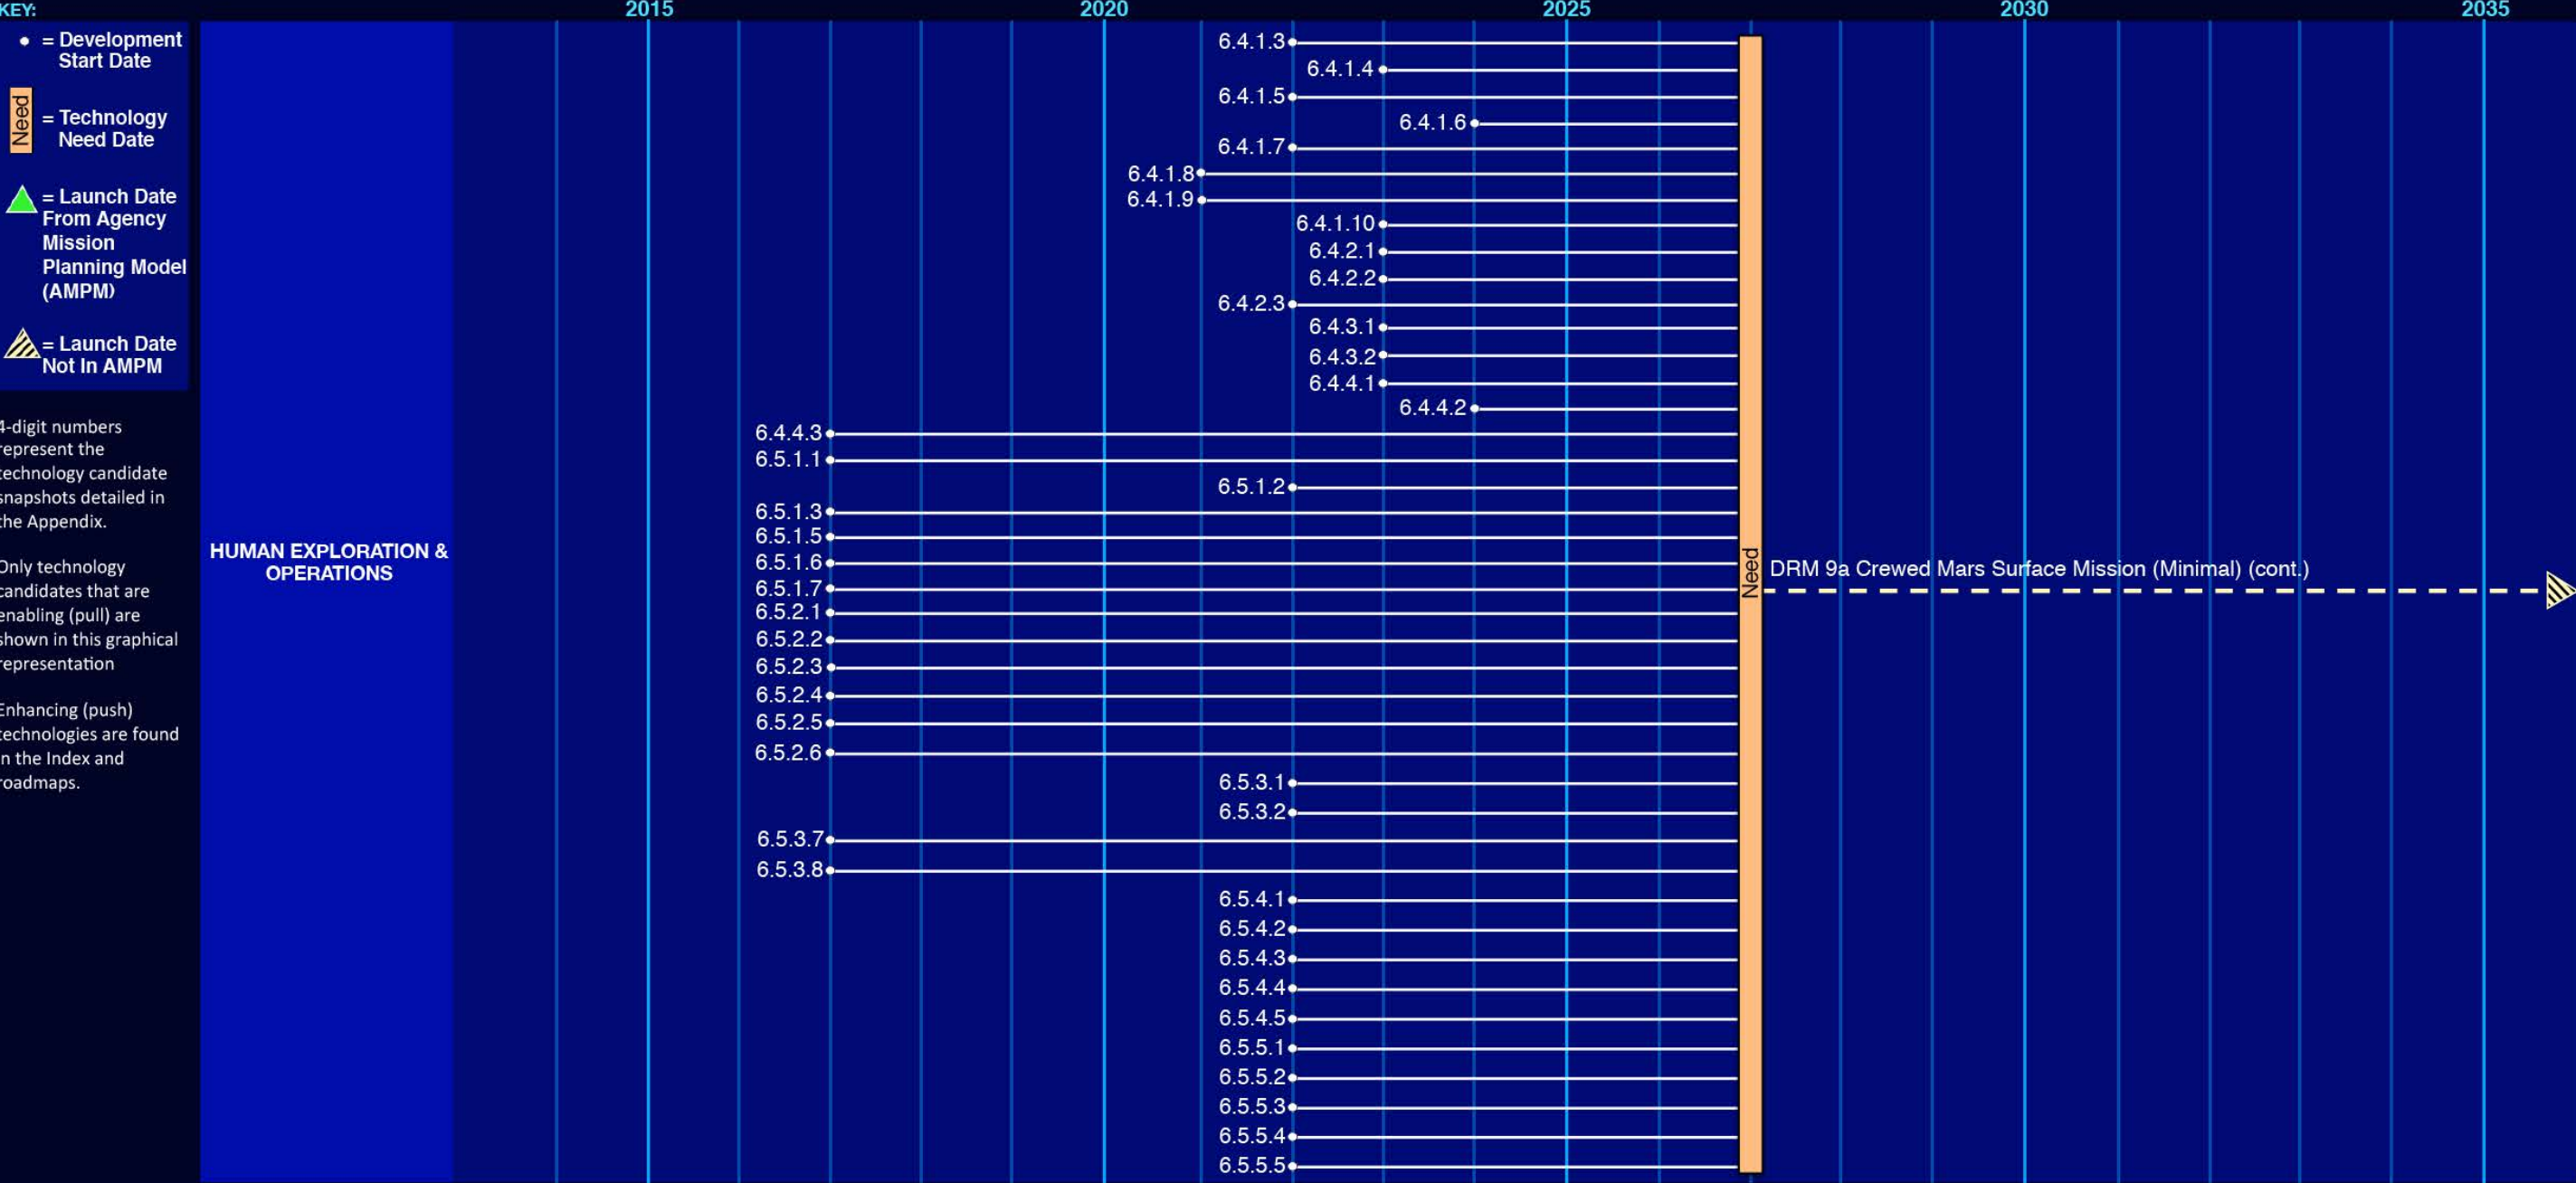 KEY:
2015
2020
2025
2030
2035
= Development
Start Date
Need
= Technology
Need Date
= Launch Date
From Agency
Mission
Planning Model
(AMPM)
= Launch Date
Not In AMPM
4-digit numbers
represent the
technology candidate
snapshots detailed in
the Appendix.
Only technology
candidates that are
enabling (pull) are
shown in this graphical
representation
Enhancing (push)
technologies are found
in the Index and
roadmaps.
HUMAN EXPLORATION &
OPERATIONS
6.4.1.3
6.4.1.4
6.4.1.5
6.4.1.6
6.4.1.7
6.4.1.8
6.4.1.9
6.4.1.10
6.4.2.1
6.4.2.2
6.4.2.3
6.4.3.1
6.4.3.2
6.4.4.1
6.4.4.2
6.4.4.3
6.5.1.1
6.5.1.2
6.5.1.3
6.5.1.5
6.5.1.6
6.5.1.7
6.5.2.1
6.5.2.2
6.5.2.3
6.5.2.4
6.5.2.5
6.5.2.6
6.5.3.1
6.5.3.2
6.5.3.7
6.5.3.8
6.5.4.1
6.5.4.2
6.5.4.3
6.5.4.4
6.5.4.5
6.5.5.1
6.5.5.2
6.5.5.3
6.5.5.4
6.5.5.5
Need
DRM 9a Crewed Mars Surface Mission (Minimal) (cont.)